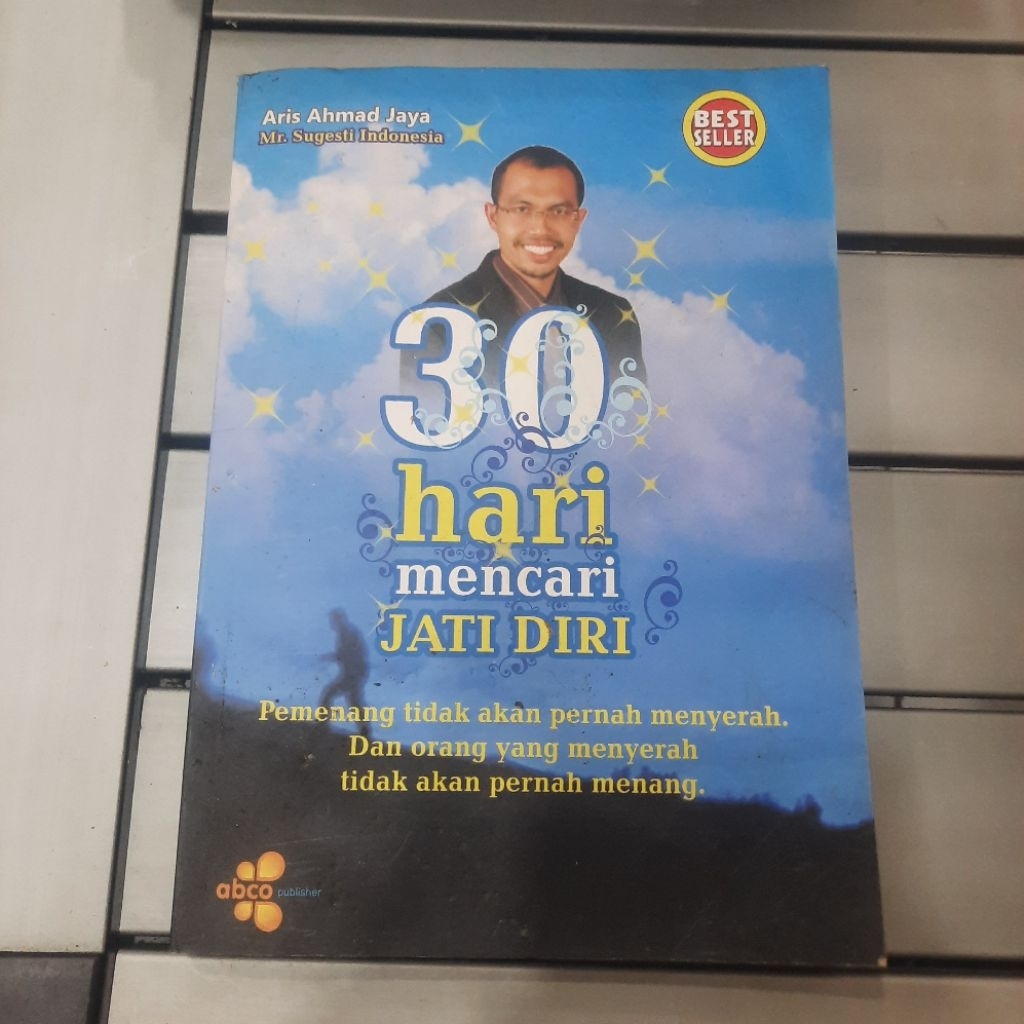 Aris Ahmad Jaya
Mr. Sugesti Indonesia
BEST
SELLER
30
hari
mencari
JATI DIRI
Pemenang tidak akan pernah menyerah.
Dan orang yang menyerah
tidak akan pernah menang.
abco publisher